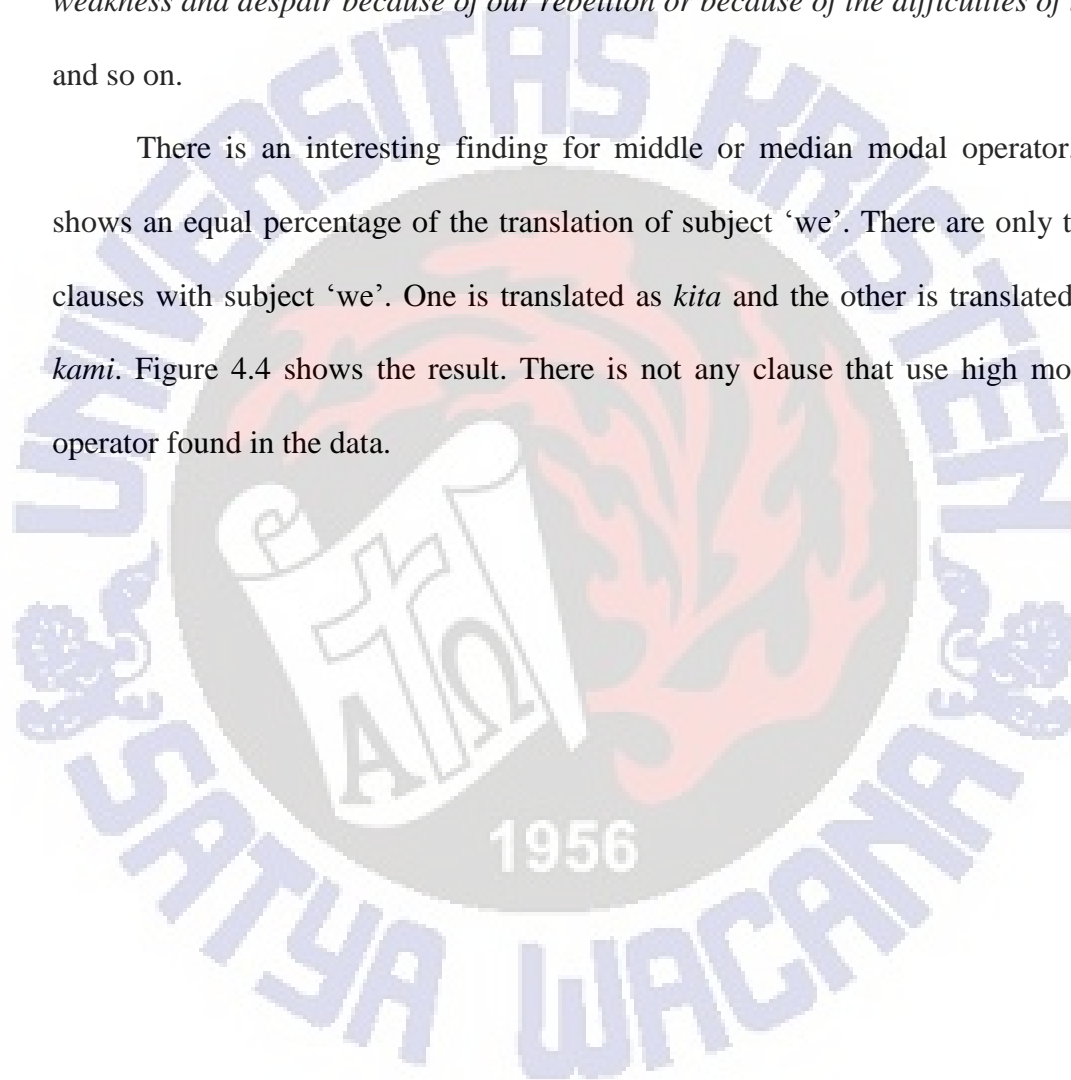 weakness and despair because of our rebellion or because of the difficulties of
and so on.
There is an interesting finding for middle or median modal operator.
shows an equal percentage of the translation of subject ‘we’. There are only
clauses with subject ‘we’. One is translated as kita and the other is translated
kami. Figure 4.4 shows the result. There is not any clause that use high
operator found in the data.
UNIVERSITAS KRISTEN
ΑΩ
1956
SATYA WACANA